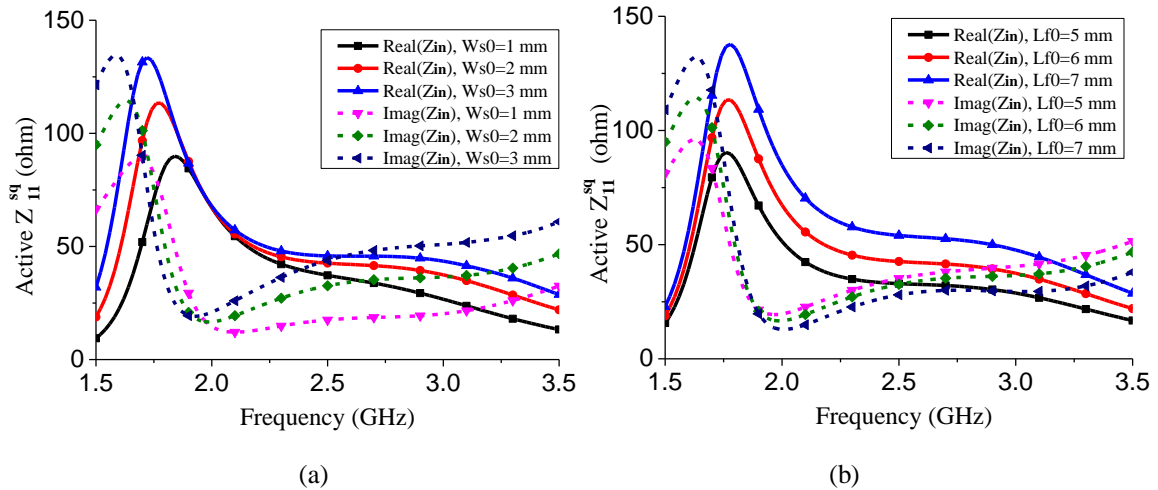 150
100
50
0
Active Z sq 11 (ohm)
Real(Zin), Ws0=1 mm
Real(Zin), Ws0=2 mm
Real(Zin), Ws0=3 mm
Imag(Zin), Ws0=1 mm
Imag(Zin), Ws0=2 mm
Imag(Zin), Ws0=3 mm
1.5 2.0 2.5 3.0 3.5
Frequency (GHz)
(a)
150
100
50
0
Active Z sq 11 (ohm)
Real(Zin), Lf0=5 mm
Real(Zin), Lf0=6 mm
Real(Zin), Lf0=7 mm
Imag(Zin), Lf0=5 mm
Imag(Zin), Lf0=6 mm
Imag(Zin), Lf0=7 mm
1.5 2.0 2.5 3.0 3.5
Frequency (GHz)
(b)